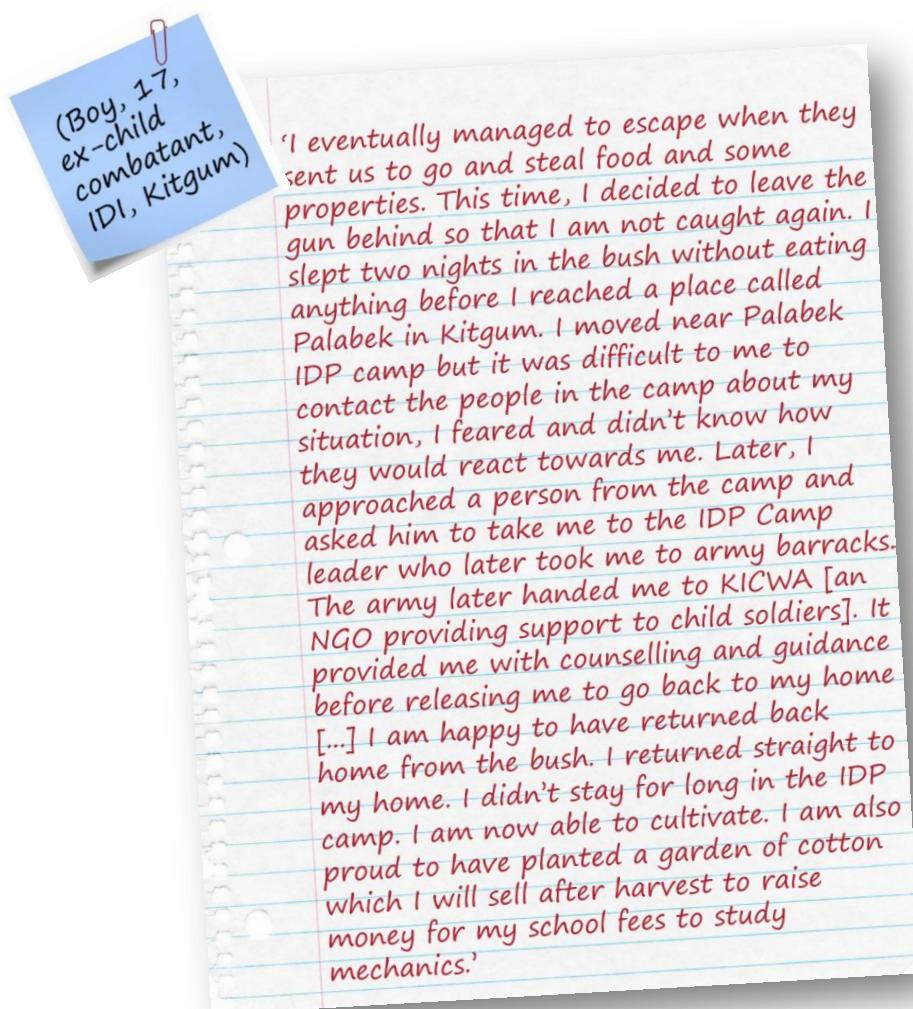 (Boy, 17,
ex-child
combatant,
IDI, Kitgum)
‘I eventually managed to escape when they
sent us to go and steal food and some
properties. This time, I decided to leave the
gun behind so that I am not caught again. I
slept two nights in the bush without eating
anything before I reached a place called
Palabek in Kitgum. I moved near Palabek
IDP camp but it was difficult to me to
contact the people in the camp about my
situation, I feared and didn’t know how
they would react towards me. Later, I
approached a person from the camp and
asked him to take me to the IDP Camp
leader who later took me to army barracks.
The army later handed me to KICWA [an
NGO providing support to child soldiers]. It
provided me with counselling and guidance
before releasing me to go back to my home
[...] I am happy to have returned back
home from the bush. I returned straight to
my home. I didn’t stay for long in the IDP
camp. I am now able to cultivate. I am also
proud to have planted a garden of cotton
which I will sell after harvest to raise
money for my school fees to study
mechanics.’